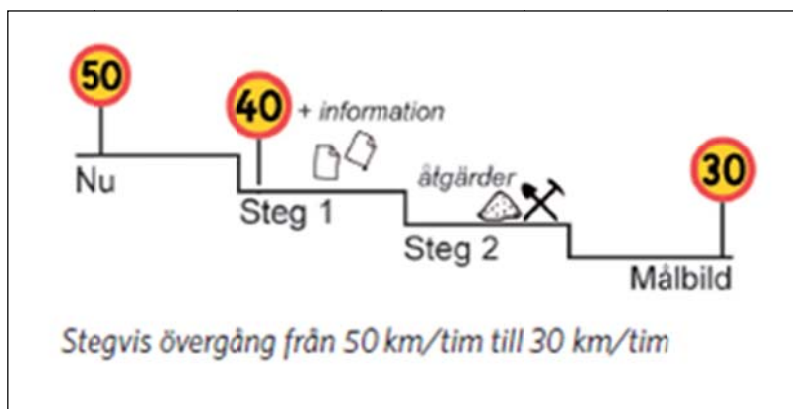 50
40 + information
30
åtgärder
Nu
Steg 1
Steg 2
Målbild
Stegvis övergång från 50 km/tim till 30 km/tim